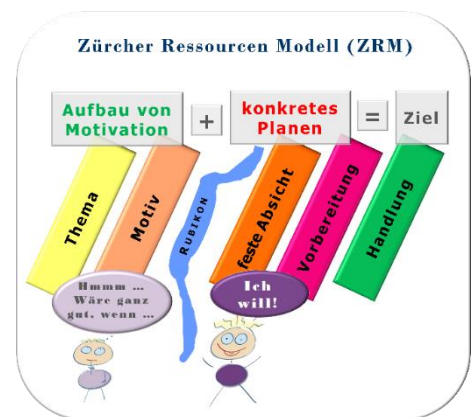 Zürcher Ressourcen Modell (ZRM)
Aufbau von
Motivation
+
konkretes
Planen
=
Ziel
Thema
Motiv
RUBIKON
feste Absicht
Vorbereitung
Handlung
Hmmm ...
Wäre ganz
gut, wenn ...
Ich
will!